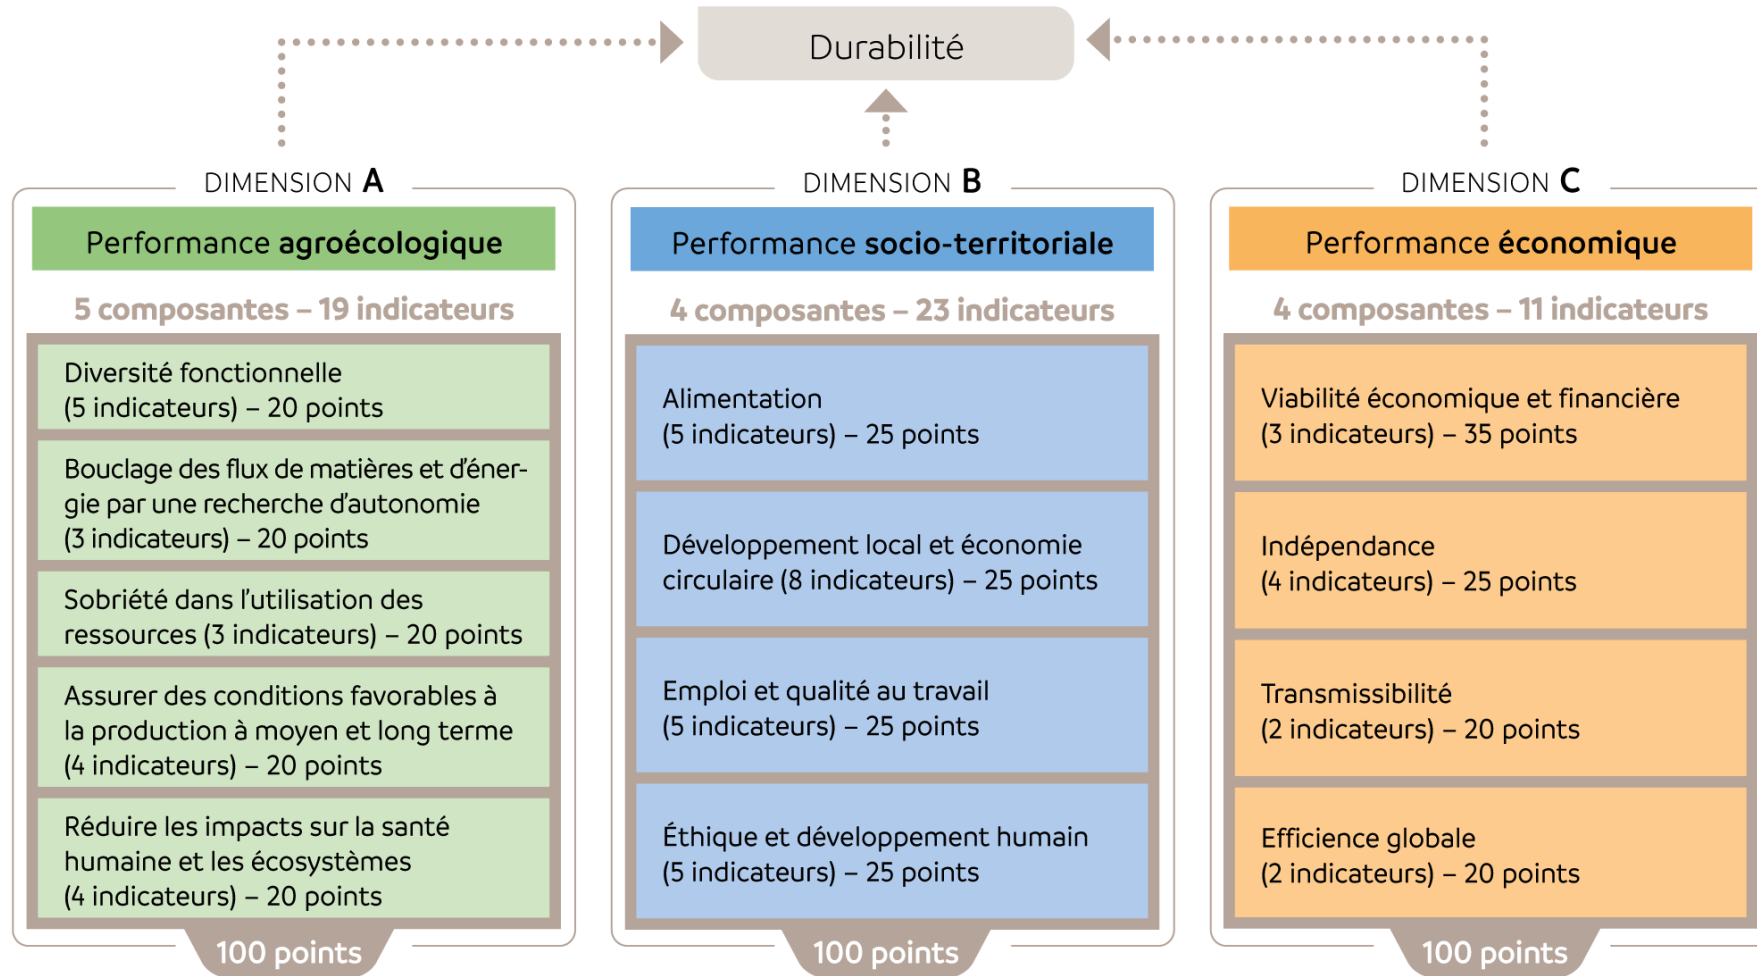 Durabilité
DIMENSION A
Performance agroécologique
5 composantes – 19 indicateurs
Diversité fonctionnelle
(5 indicateurs) – 20 points
Bouclage des flux de matières et d'éner-
gie par une recherche d'autonomie
(3 indicateurs) – 20 points
Sobriété dans l'utilisation des
ressources (3 indicateurs) – 20 points
Assurer des conditions favorables à
la production à moyen et long terme
(4 indicateurs) – 20 points
Réduire les impacts sur la santé
humaine et les écosystèmes
(4 indicateurs) – 20 points
100 points
DIMENSION B
Performance socio-territoriale
4 composantes – 23 indicateurs
Alimentation
(5 indicateurs) – 25 points
Développement local et économie
circulaire (8 indicateurs) – 25 points
Emploi et qualité au travail
(5 indicateurs) – 25 points
Éthique et développement humain
(5 indicateurs) – 25 points
100 points
DIMENSION C
Performance économique
4 composantes – 11 indicateurs
Viabilité économique et financière
(3 indicateurs) – 35 points
Indépendance
(4 indicateurs) – 25 points
Transmissibilité
(2 indicateurs) – 20 points
Efficience globale
(2 indicateurs) – 20 points
100 points